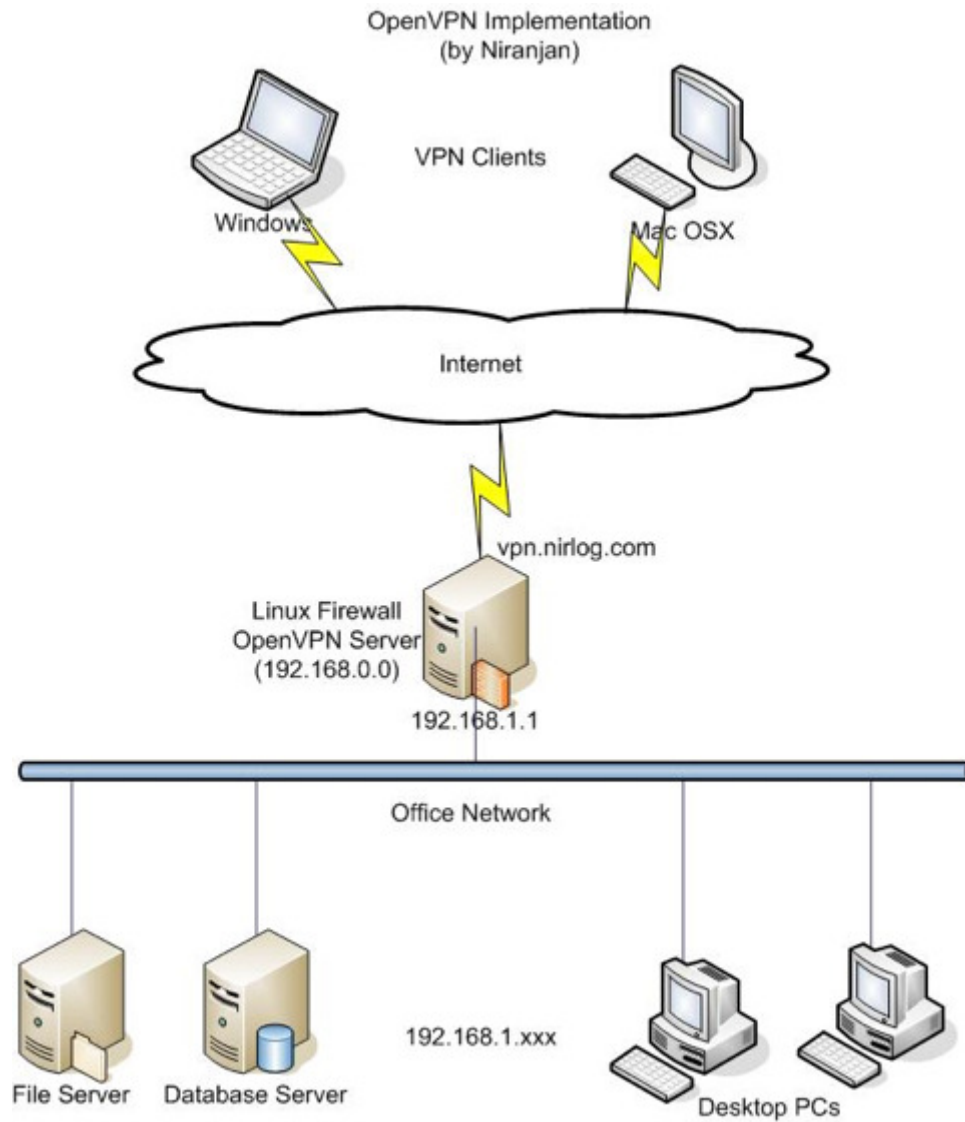 OpenVPN Implementation
(by Niranjan)
VPN Clients
Windows
Mac OSX
Internet
vpn.nirlog.com
Linux Firewall
OpenVPN Server
(192.168.0.0)
192.168.1.1
Office Network
192.168.1.xxx
File Server
Database Server
Desktop PCs